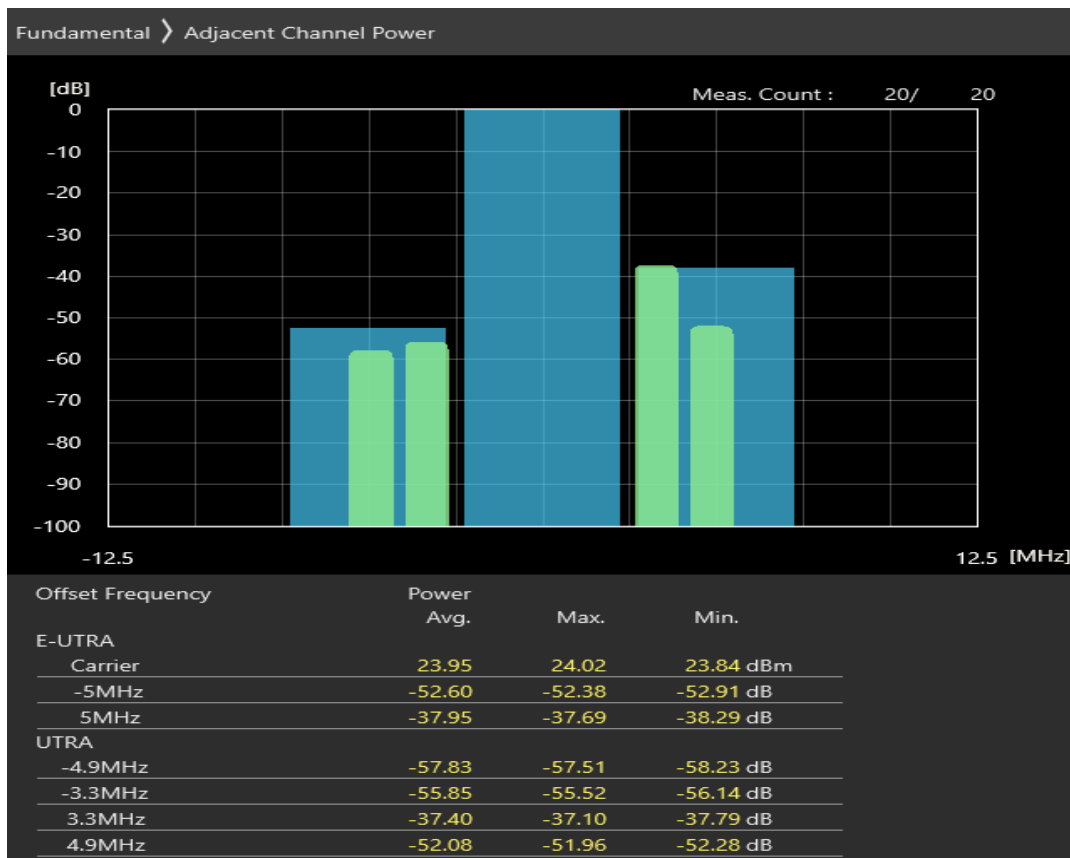 Fundamental 〉 Adjacent Channel Power
[dB]
Meas. Count : 20/ 20
0
-10
-20
-30
-40
-50
-60
-70
-80
-90
-100
-12.5 12.5 [MHz]
Offset Frequency Power
Avg. Max. Min.
E-UTRA
Carrier 23.95 24.02 23.84 dBm
-5MHz -52.60 -52.38 -52.91 dB
5MHz -37.95 -37.69 -38.29 dB
UTRA
-4.9MHz -57.83 -57.51 -58.23 dB
-3.3MHz -55.85 -55.52 -56.14 dB
3.3MHz -37.40 -37.10 -37.79 dB
4.9MHz -52.08 -51.96 -52.28 dB